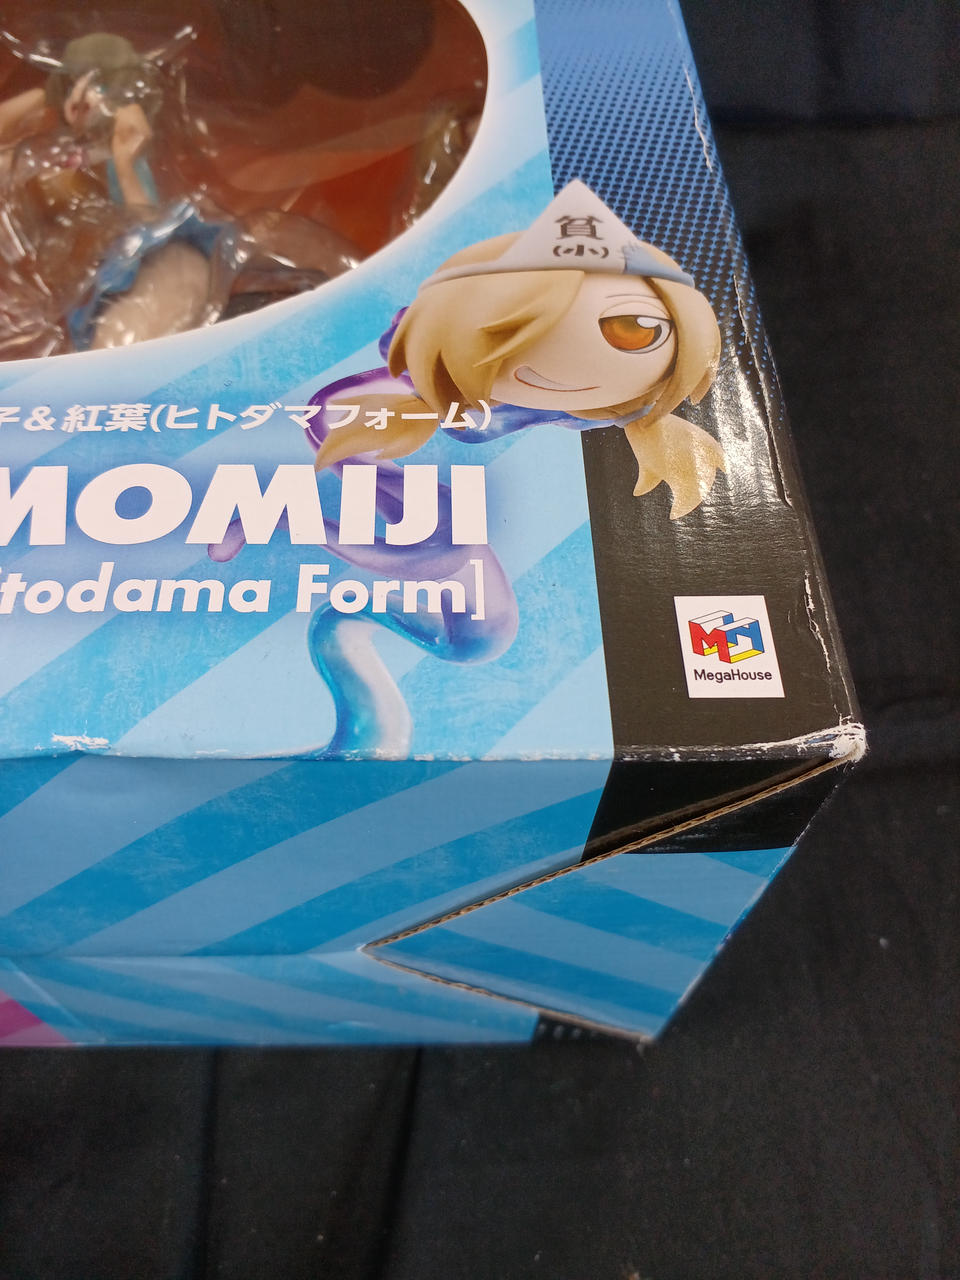 貧
(小)
子&紅葉(ヒトダマフォーム)
MOMIJI
itodama Form]
MegaHouse